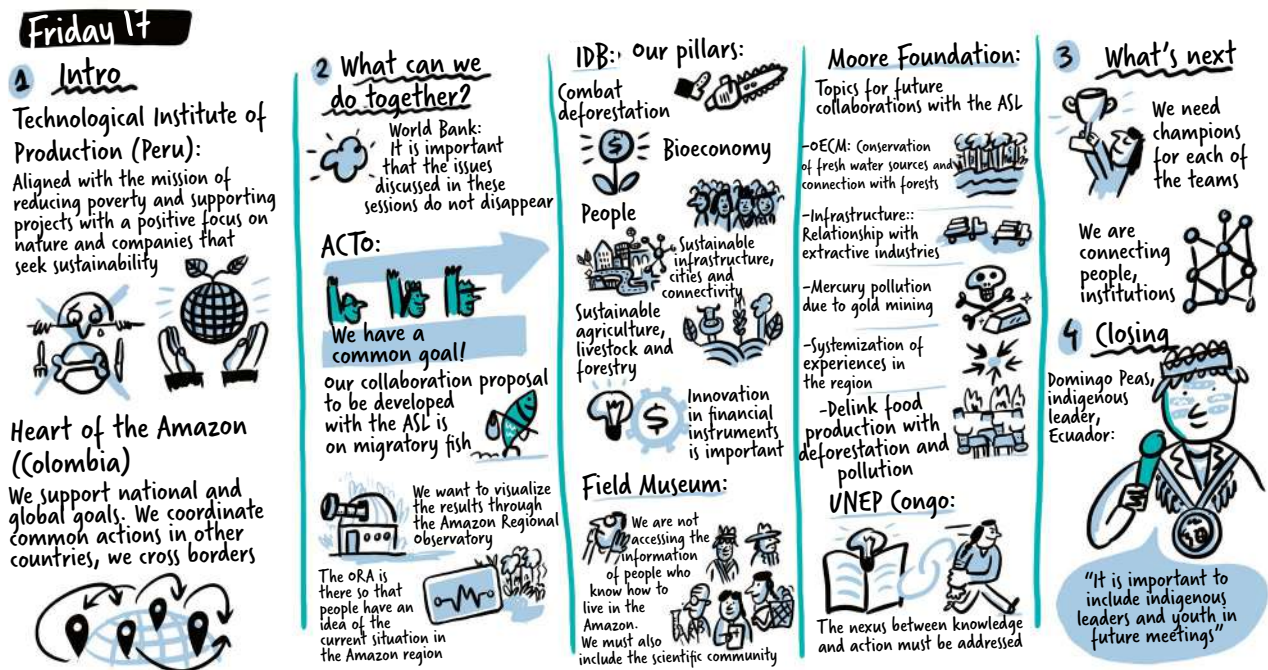 Friday 17
1 Intro
Technological Institute of
Production (Peru):
Aligned with the mission of
reducing poverty and supporting
projects with a positive focus on
nature and companies that
seek sustainability
Heart of the Amazon
(Colombia)
We support national and
global goals. We coordinate
common actions in other
countries, we cross borders
2 What can we
do together?
World Bank:
It is important
that the issues
discussed in these
sessions do not disappear
ACTO:
We have a
common goal!
Our collaboration proposal
to be developed
with the ASL is
on migratory fish
We want to visualize
the results through
the Amazon Regional
Observatory
The ORA is
there so that
people have an
idea of the
current situation in
the Amazon region
IDB: Our pillars:
Combat
deforestation
$
Bioeconomy
People
Sustainable
infrastructure,
cities and
connectivity
Sustainable
agriculture,
livestock and
forestry
$
Innovation
in financial
instruments
is important
Field Museum:
We are not
accessing the
information
of people who
know how to
live in the
Amazon.
We must also
include the scientific community
Moore Foundation:
Topics for future
collaborations with the ASL
-OECM: Conservation
of fresh water sources and
connection with forests
-Infrastructure::
Relationship with
extractive industries
-Mercury pollution
due to gold mining
-Systemization of
experiences in
the region
-Delink food
production with
deforestation and
pollution
UNEP Congo:
The nexus between knowledge
and action must be addressed
3 What's next
We need
champions
for each of
the teams
We are
connecting
people,
institutions
4 Closing
Domingo Peas,
indigenous
leader,
Ecuador:
"It is important to
include indigenous
leaders and youth in
future meetings"